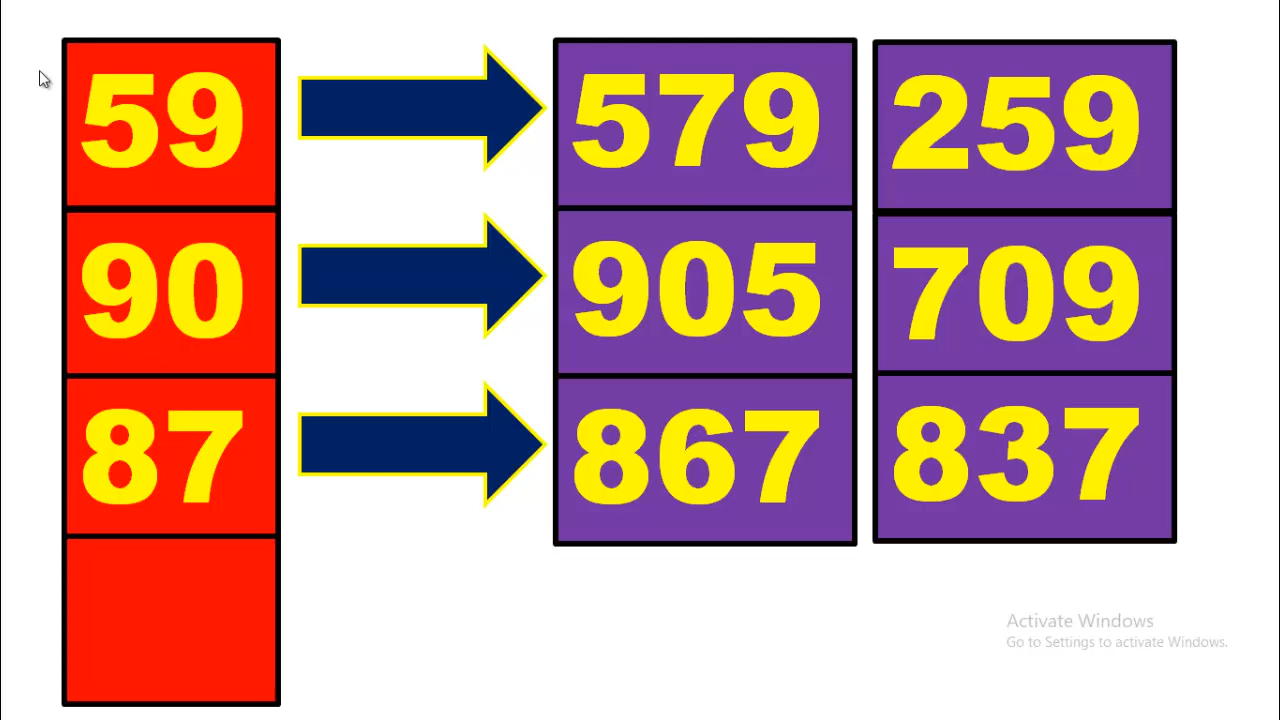 59 579 259
90 905 709
87 867 837
Activate Windows
Go to Settings to activate Windows.